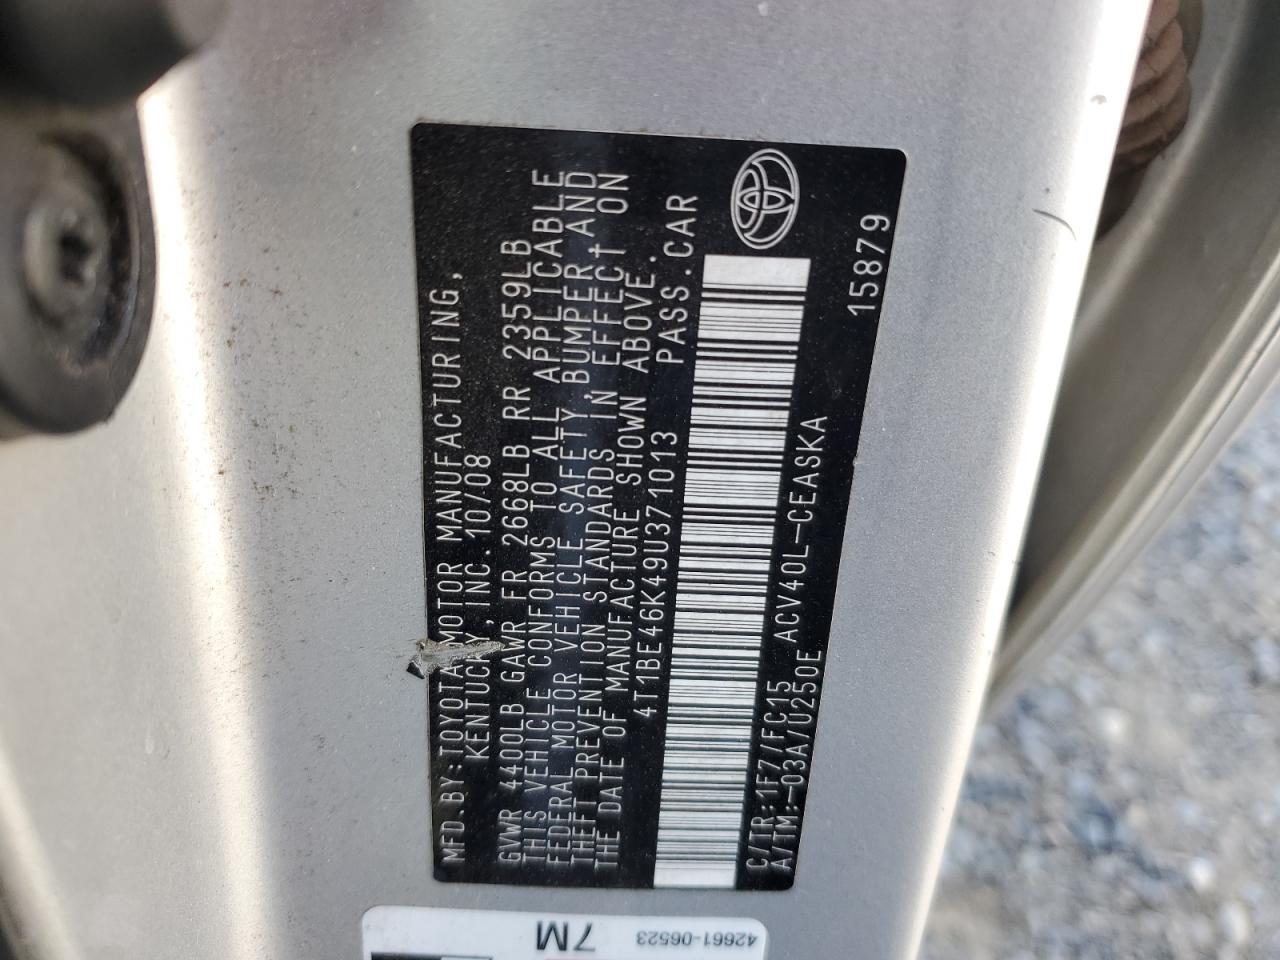 MFD.BY:TOYOTA MOTOR MANUFACTURING,
KENTUCKY,INC. 10/08
GVWR 4400LB GAWR FR 2668LB RR 2359LB
THIS VEHICLE CONFORMS TO ALL APPLICABLE
FEDERAL MOTOR VEHICLE SAFETY,BUMPER,AND
THEFT PREVENTION STANDARDS IN EFFECT ON
THE DATE OF MANUFACTURE SHOWN ABOVE.
4T1BE46K49U371013 PASS.CAR
C/TR:1F7/FC15 ACV40L-CEASKA
A/TM:-03A/U250E 15879
7M
42661-06523